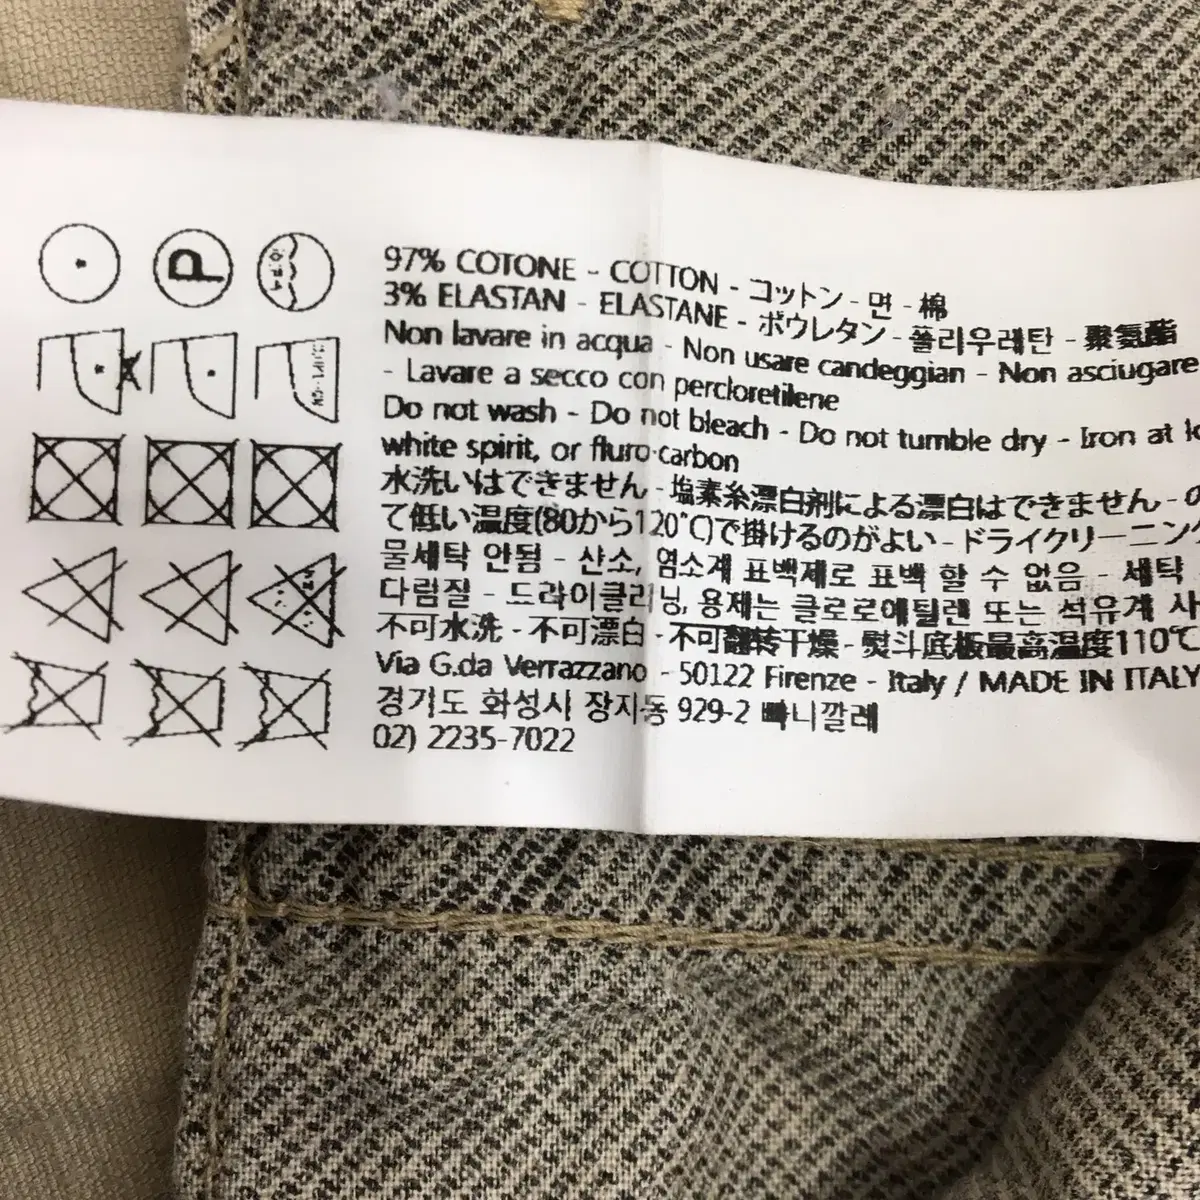 97% COTONE - COTTON - コットン - 면 - 棉
3% ELASTAN - ELASTANE - ポウレタン - 폴리우레탄 - 聚氨酯
Non lavare in acqua - Non usare candeggian - Non asciugare
- Lavare a secco con percloretilene
Do not wash - Do not bleach - Do not tumble dry - Iron at lo
white spirit, or fluro-carbon
水洗いはできません - 塩素糸漂白剤による漂白はできません - の
て低い温度(80から120℃)で掛けるのがよい - ドライクリーニン
물세탁 안됨 - 산소, 염소계 표백제로 표백 할 수 없음 - 세탁
다림질 - 드라이클리닝, 용제는 클로로에틸렌 또는 석유계 사
不可水洗 - 不可漂白 - 不可翻转干燥 - 熨斗底板最高温度110℃
Via G.da Verrazzano - 50122 Firenze - Italy / MADE IN ITALY
경기도 화성시 장지동 929-2 빠니깔레
02) 2235-7022
P